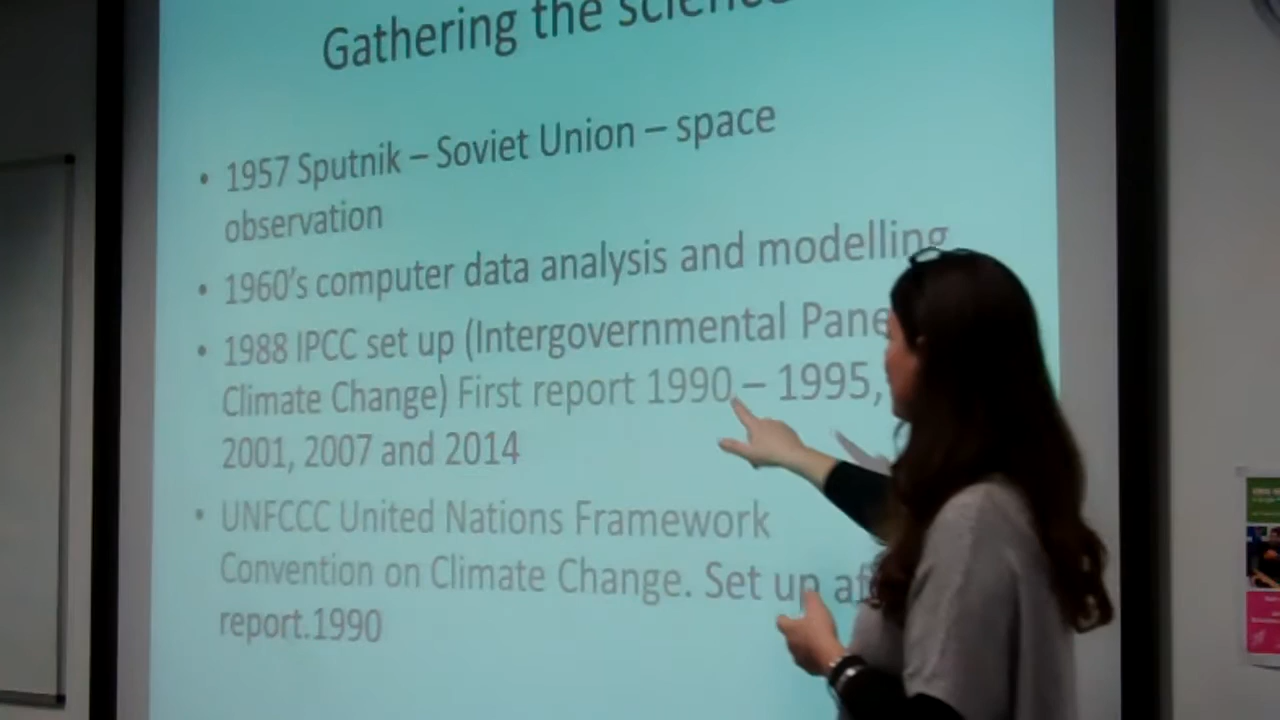 Gathering the science
• 1957 Sputnik – Soviet Union – space
observation
• 1960's computer data analysis and modelling
• 1988 IPCC set up (Intergovernmental Pane
Climate Change) First report 1990 – 1995,
2001, 2007 and 2014
• UNFCCC United Nations Framework
Convention on Climate Change. Set up af
report.1990